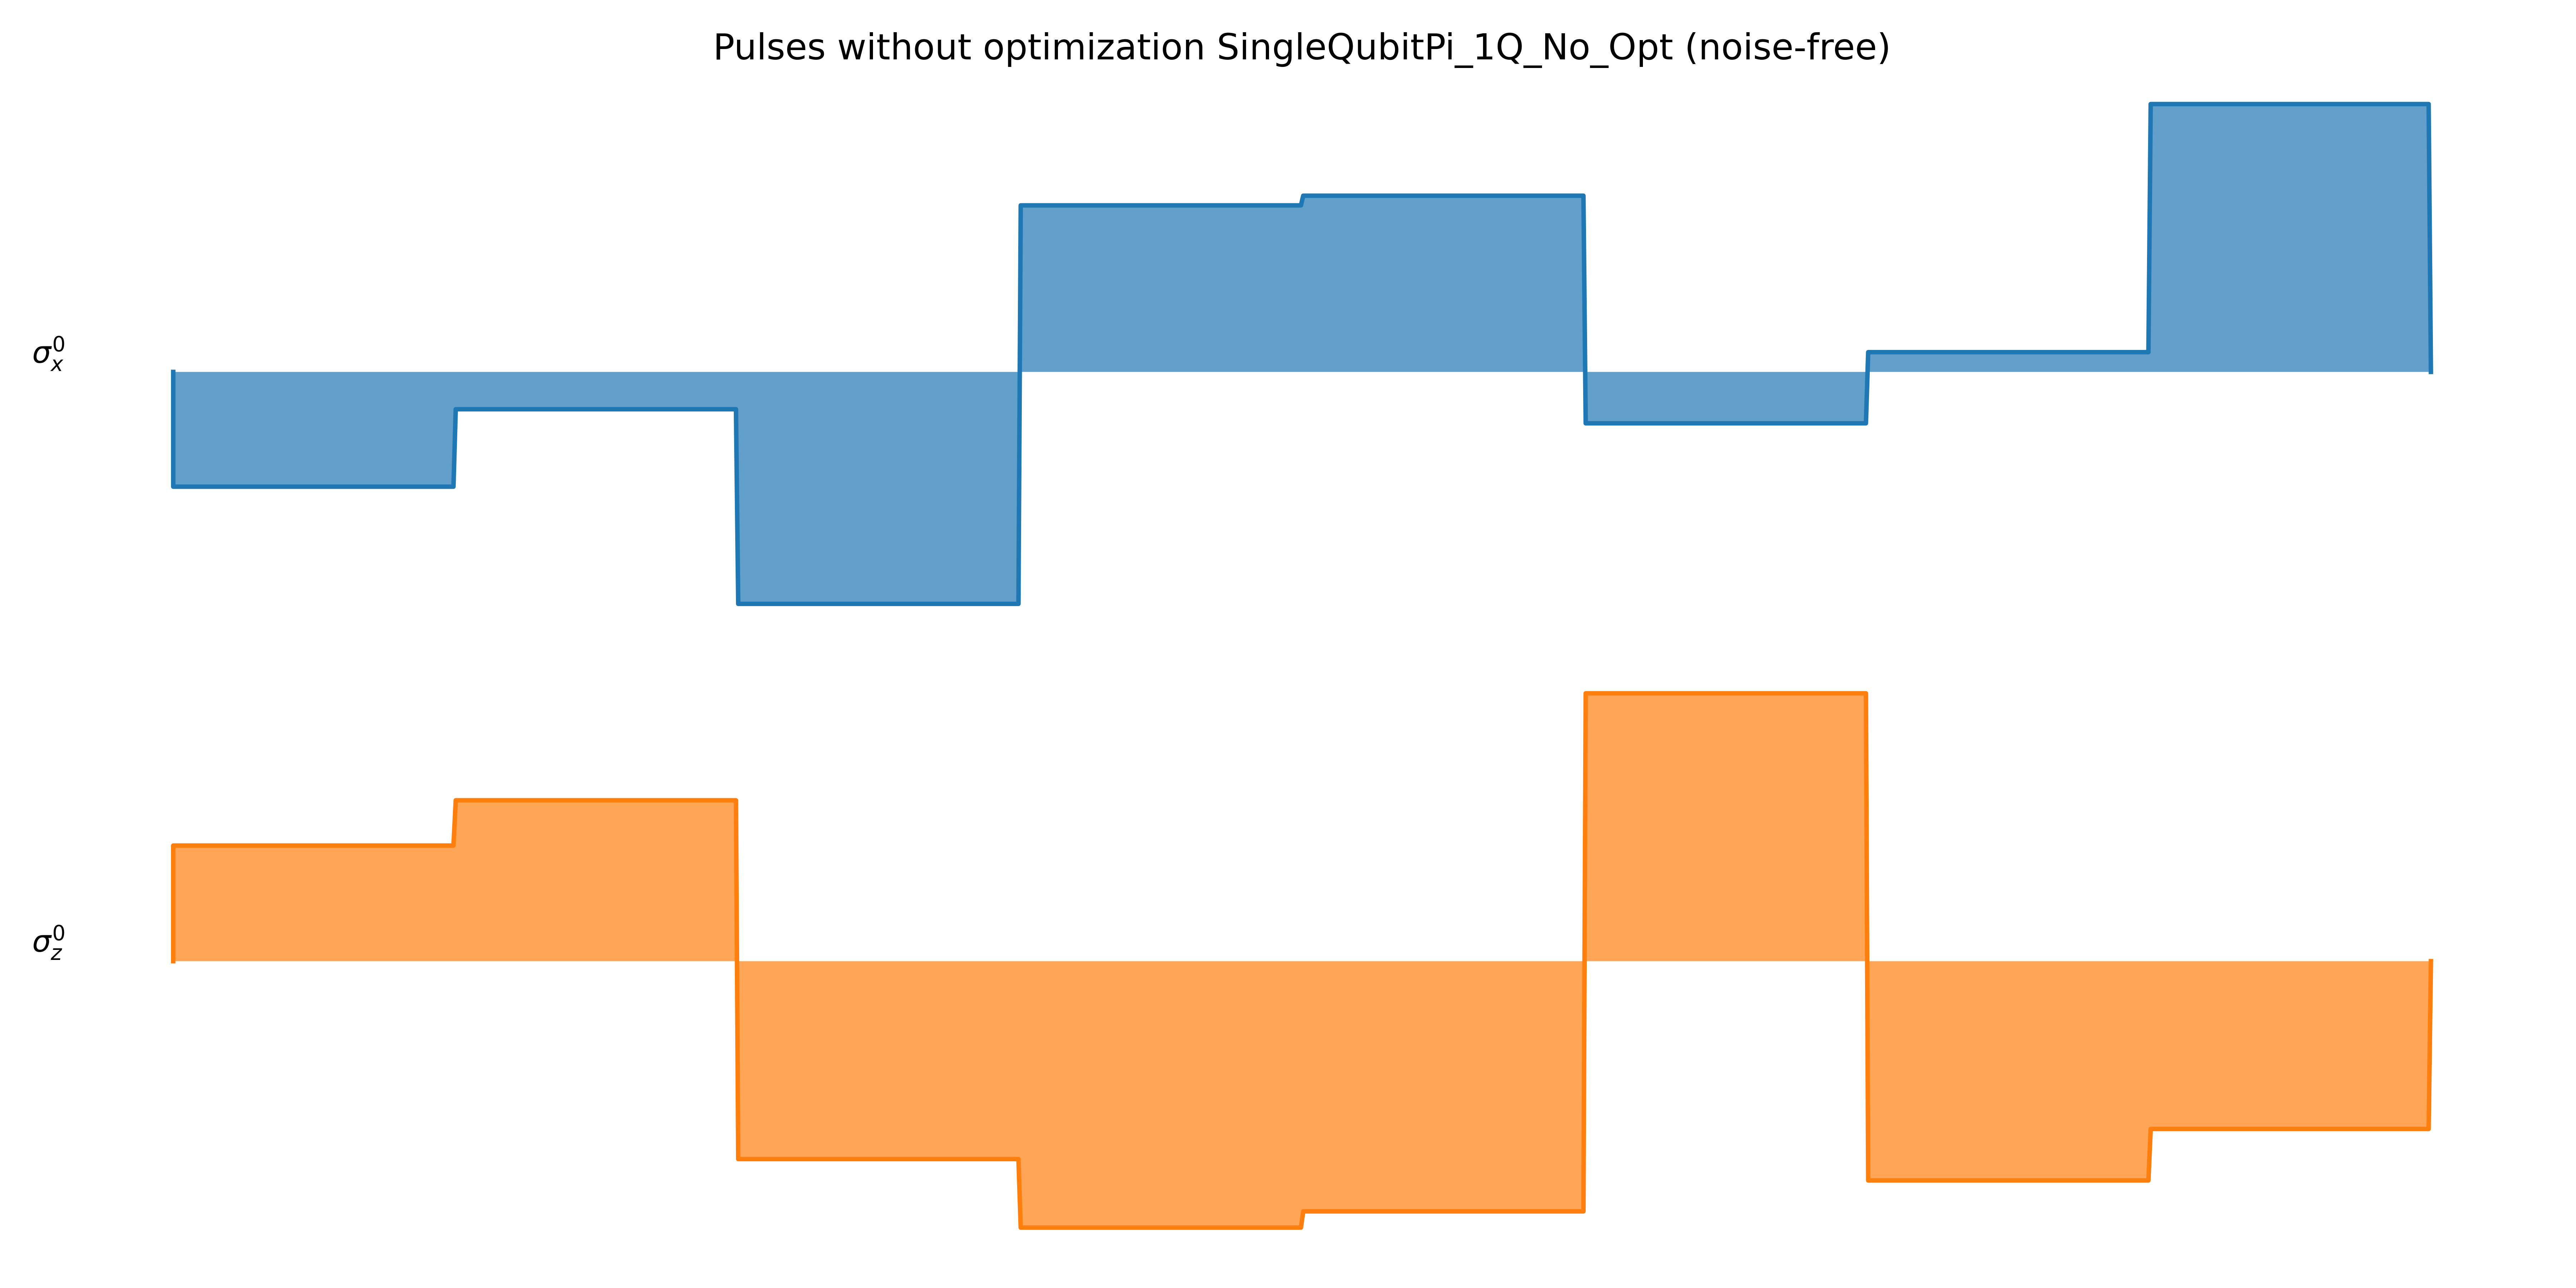 Pulses without optimization SingleQubitPi_1Q_No_Opt (noise-free)
σ_x^0
σ_z^0